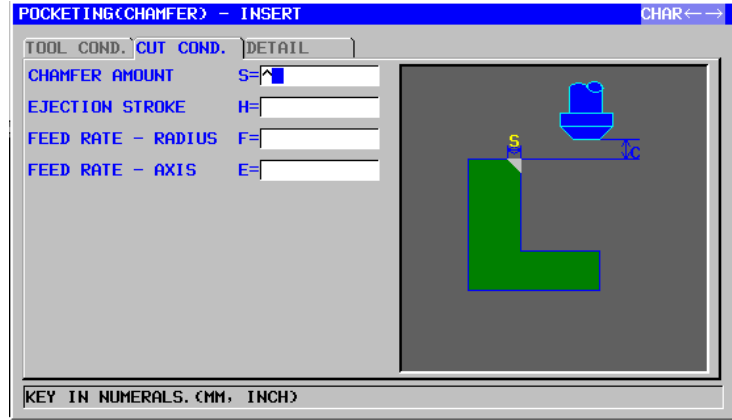 POCKETING(CHAMFER) – INSERT CHAR←→
TOOL COND. CUT COND. DETAIL
CHAMFER AMOUNT S=^
EJECTION STROKE H=
FEED RATE – RADIUS F=
FEED RATE – AXIS E=
S
C
KEY IN NUMERALS.(MM, INCH)